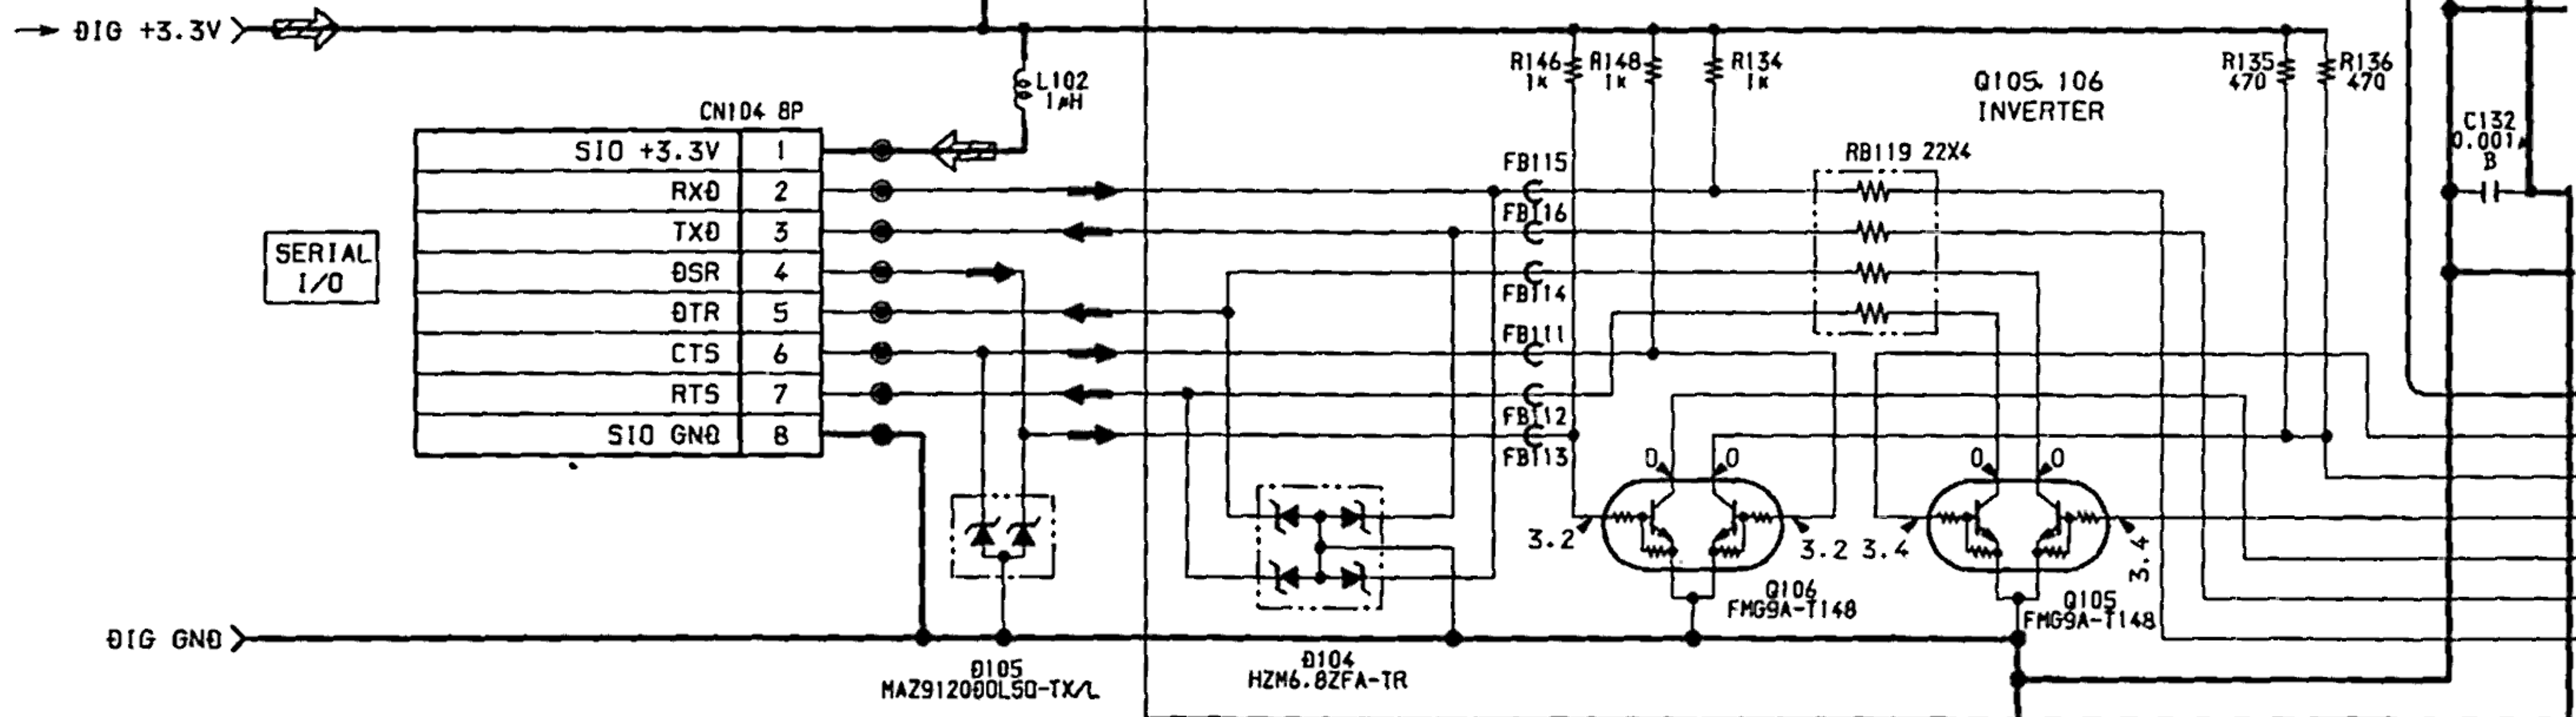 DIG +3.3V
R146
1k
R148
1k
R134
1k
R135
470
R136
470
Q105, 106
INVERTER
L102
1µH
CN104 8P
C132
0.001µ
B
SIO +3.3V 1
RXD 2
TXD 3
DSR 4
DTR 5
CTS 6
RTS 7
SIO GND 8
SERIAL
I/O
FB115
FB116
FB114
FB111
FB112
FB113
RB119 22X4
0 0
0 0
3.2
3.2
3.4
3.4
Q106
FMG9A-T148
Q105
FMG9A-T148
DIG GND
D105
MAZ912000LSO-TX/L
D104
HZM6.8ZFA-TR